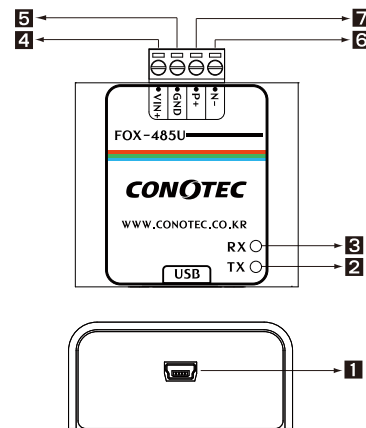 5
7
4
6
VIN+
GND
P+
N-
FOX-485U
CONOTEC
WWW.CONOTEC.CO.KR
RX
3
TX
2
USB
1